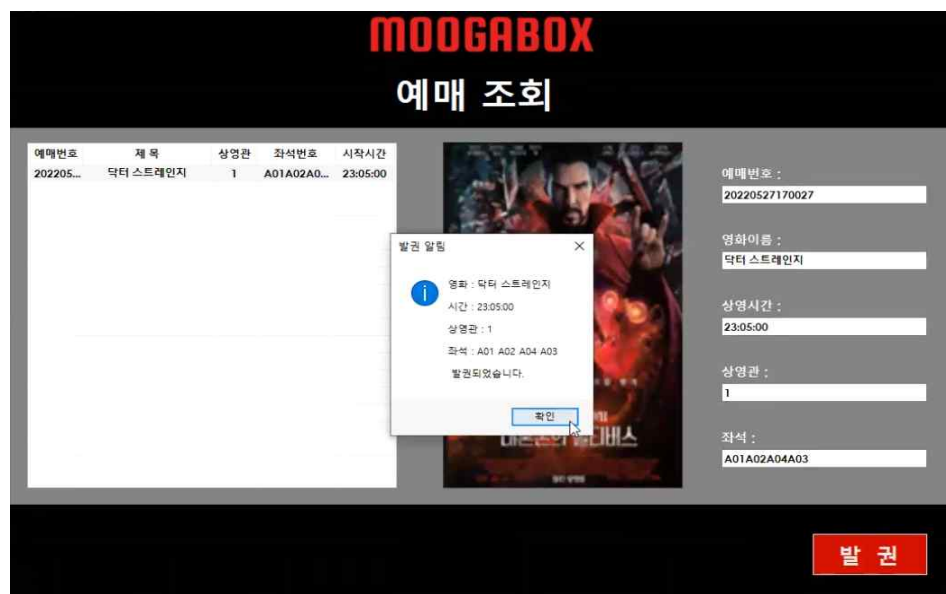 MOOGABOX
예매 조회
예매번호 제 목 상영관 좌석번호 시작시간
202205... 닥터 스트레인지 1 A01A02A0... 23:05:00
발권 알림
영화 : 닥터 스트레인지
시간 : 23:05:00
상영관 : 1
좌석 : A01 A02 A04 A03
발권되었습니다.
확인
예매번호 :
20220527170027
영화이름 :
닥터 스트레인지
상영시간 :
23:05:00
상영관 :
1
좌석 :
A01A02A04A03
발 권